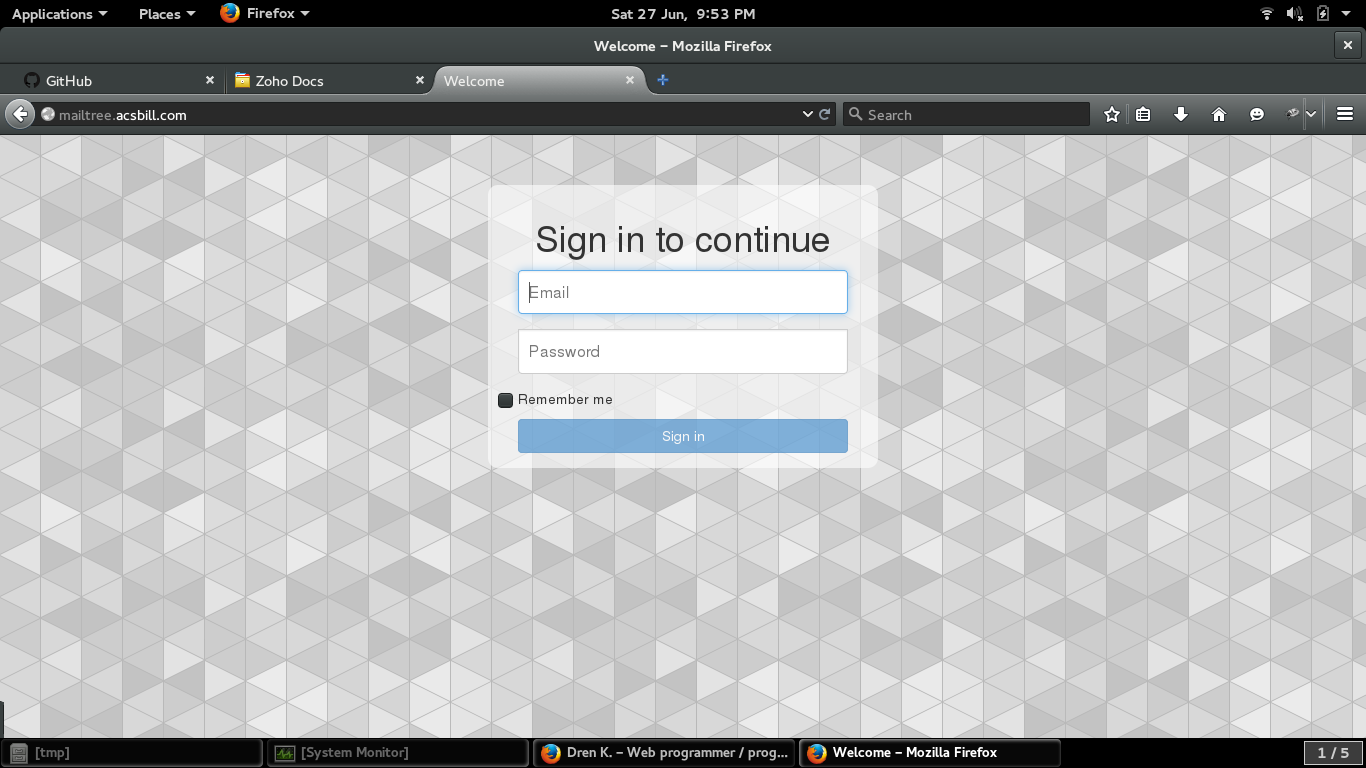 Applications Places Firefox Sat 27 Jun, 9:53 PM
Welcome – Mozilla Firefox
GitHub Zoho Docs Welcome
mailtree.acsbill.com Search
Sign in to continue
Email
Password
Remember me
Sign in
[tmp] [System Monitor] Dren K. – Web programmer / prog... Welcome – Mozilla Firefox 1 / 5